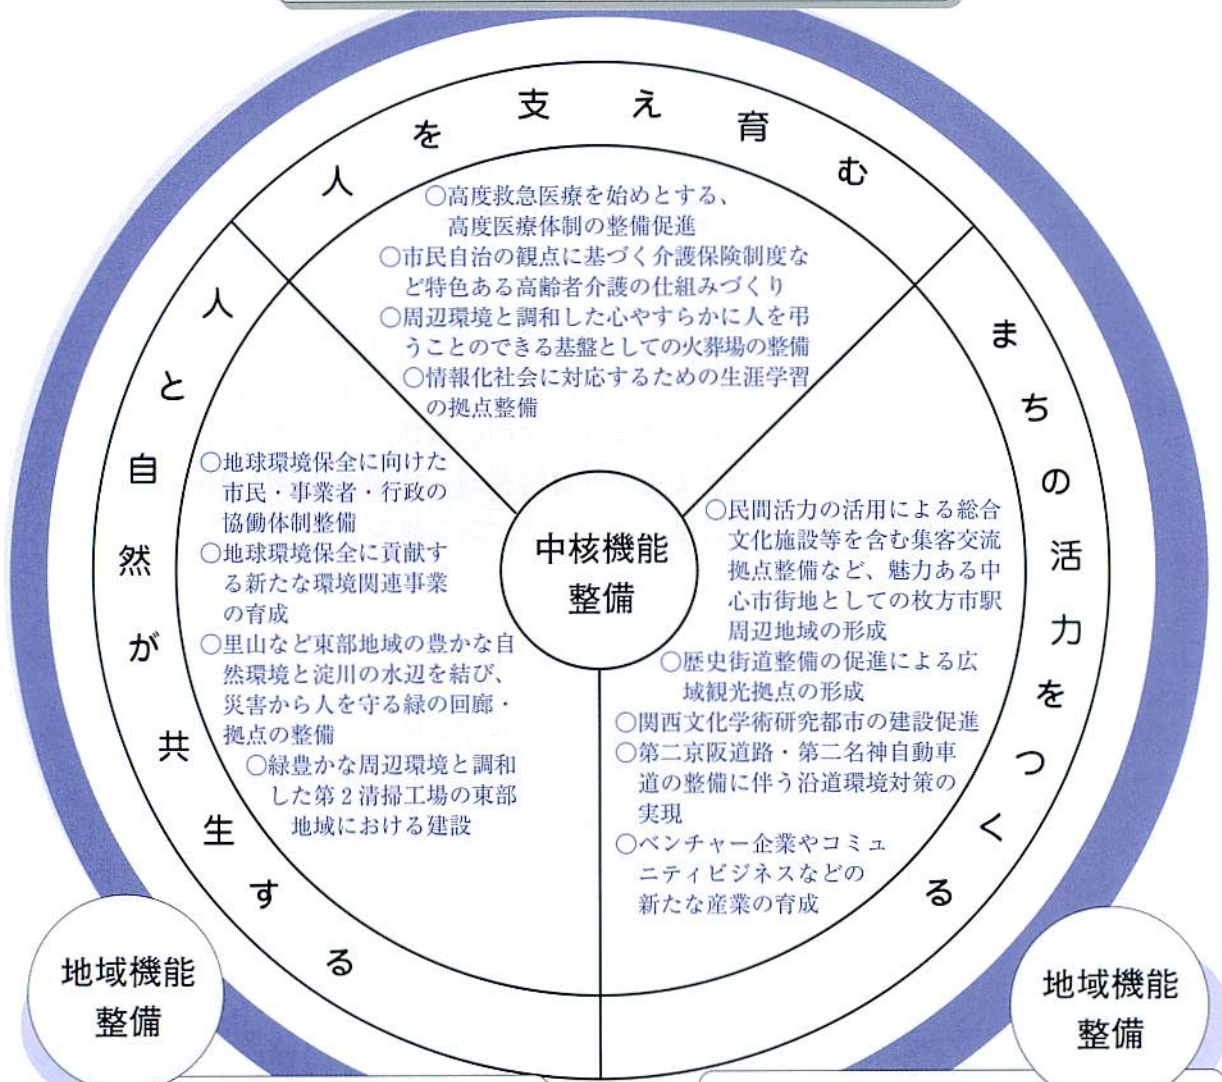 人を支え育む
○高度救急医療を始めとする、
高度医療体制の整備促進
○市民自治の観点に基づく介護保険制度な
ど特色ある高齢者介護の仕組みづくり
○周辺環境と調和した心やすらかに人を弔
うことのできる基盤としての火葬場の整備
○情報化社会に対応するための生涯学習
の拠点整備
人と自然が共生する
○地球環境保全に向けた
市民・事業者・行政の
協働体制整備
○地球環境保全に貢献す
る新たな環境関連事業
の育成
○里山など東部地域の豊かな自
然環境と淀川の水辺を結び、
災害から人を守る緑の回廊・
拠点の整備
○緑豊かな周辺環境と調和
した第2清掃工場の東部
地域における建設
中核機能
整備
まちの活力をつくる
○民間活力の活用による総合
文化施設等を含む集客交流
拠点整備など、魅力ある中
心市街地としての枚方市駅
周辺地域の形成
○歴史街道整備の促進による広
域観光拠点の形成
○関西文化学術研究都市の建設促進
○第二京阪道路・第二名神自動車
道の整備に伴う沿道環境対策の
実現
○ベンチャー企業やコミュ
ニティビジネスなどの
新たな産業の育成
地域機能
整備
地域機能
整備